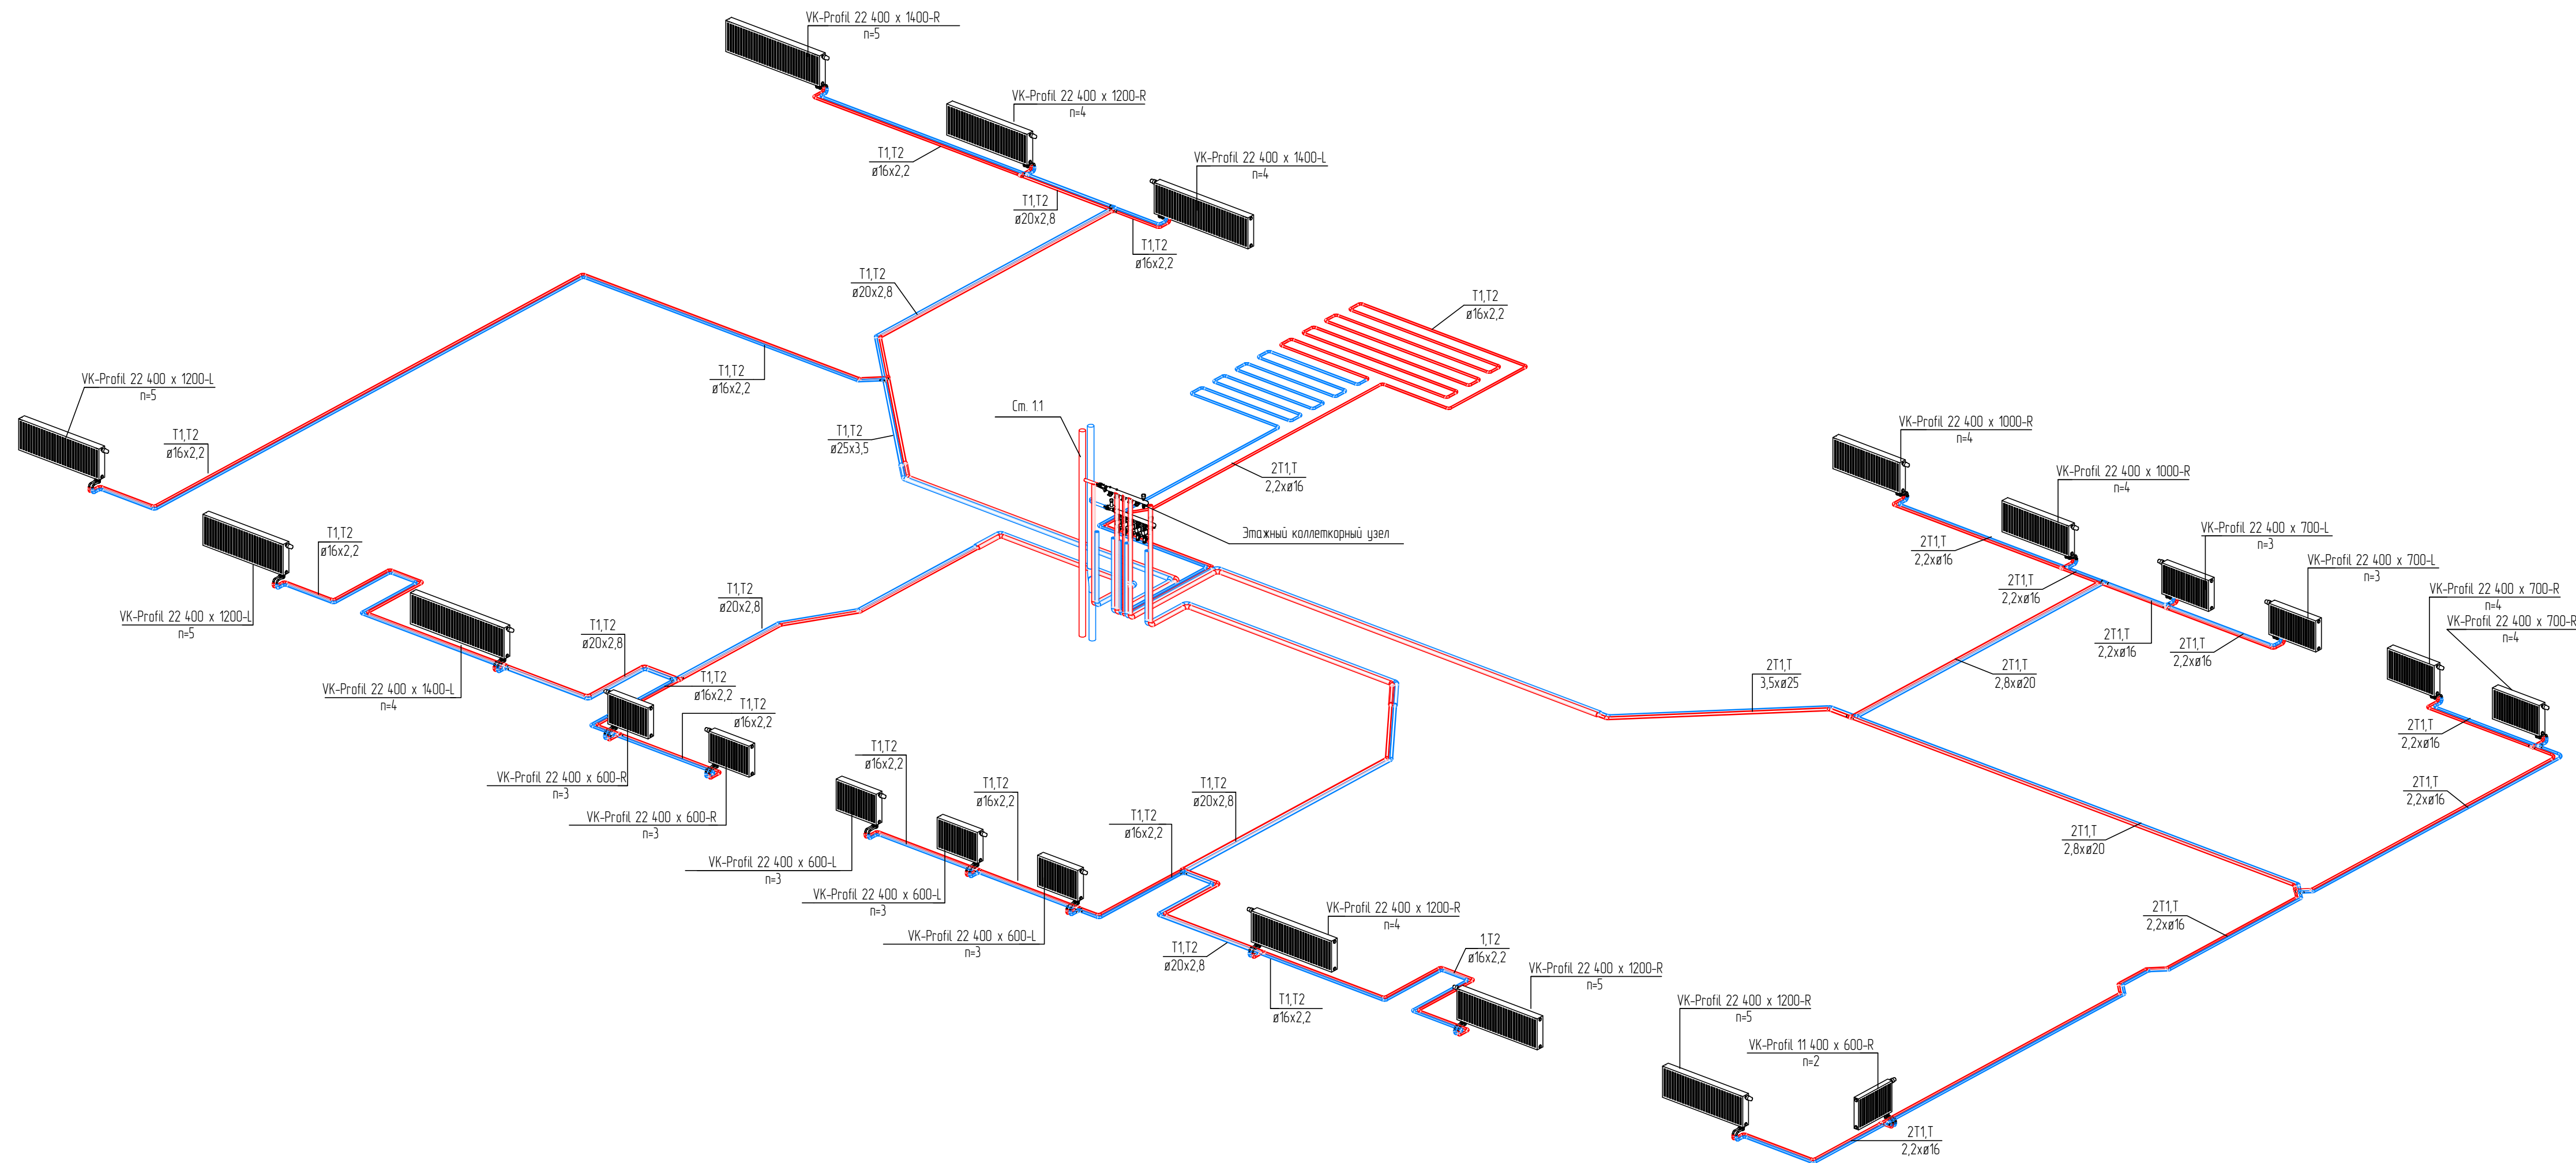 VK-Profil 22 400 x 1400-R
n=5
VK-Profil 22 400 x 1200-R
n=4
VK-Profil 22 400 x 1400-L
n=4
T1,T2
ø16x2,2
T1,T2
ø20x2,8
T1,T2
ø16x2,2
T1,T2
ø20x2,8
T1,T2
ø16x2,2
T1,T2
ø16x2,2
VK-Profil 22 400 x 1200-L
n=5
T1,T2
ø16x2,2
T1,T2
ø25x3,5
Ст. 1.1
2T1,T
2,2xø16
Этажный коллеткорный узел
VK-Profil 22 400 x 1000-R
n=4
VK-Profil 22 400 x 1000-R
n=4
VK-Profil 22 400 x 700-L
n=3
VK-Profil 22 400 x 700-L
n=3
VK-Profil 22 400 x 700-R
n=4
VK-Profil 22 400 x 700-R
n=4
2T1,T
2,2xø16
2T1,T
2,2xø16
2T1,T
2,2xø16
2T1,T
2,2xø16
T1,T2
ø16x2,2
VK-Profil 22 400 x 1200-L
n=5
T1,T2
ø20x2,8
T1,T2
ø20x2,8
VK-Profil 22 400 x 1400-L
n=4
T1,T2
ø16x2,2
T1,T2
ø16x2,2
2T1,T
3,5xø25
2T1,T
2,8xø20
2T1,T
2,2xø16
2T1,T
2,2xø16
2T1,T
2,8xø20
VK-Profil 22 400 x 600-R
n=3
VK-Profil 22 400 x 600-R
n=3
T1,T2
ø16x2,2
T1,T2
ø16x2,2
T1,T2
ø16x2,2
T1,T2
ø20x2,8
VK-Profil 22 400 x 600-L
n=3
VK-Profil 22 400 x 600-L
n=3
VK-Profil 22 400 x 600-L
n=3
VK-Profil 22 400 x 1200-R
n=4
T1,T2
ø20x2,8
1,T2
ø16x2,2
VK-Profil 22 400 x 1200-R
n=5
T1,T2
ø16x2,2
2T1,T
2,2xø16
VK-Profil 22 400 x 1200-R
n=5
VK-Profil 11 400 x 600-R
n=2
2T1,T
2,2xø16